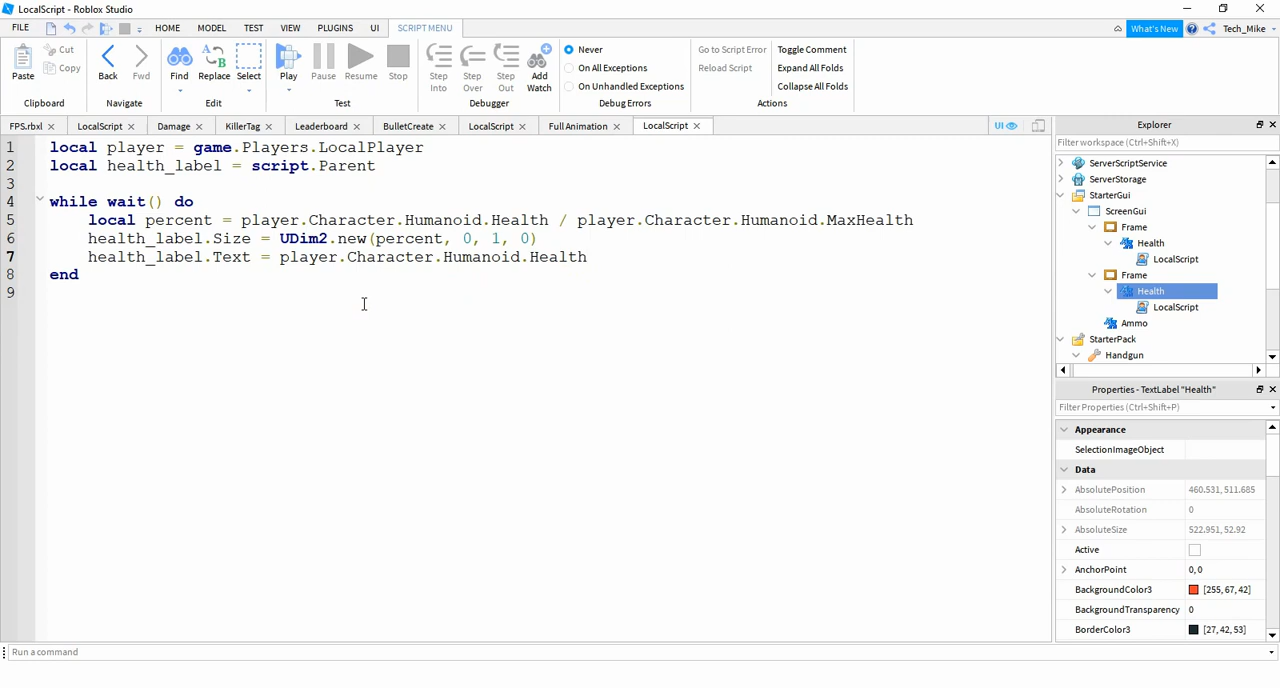 LocalScript - Roblox Studio
FILE HOME MODEL TEST VIEW PLUGINS UI SCRIPT MENU What's New Tech_Mike
Paste Cut Copy Back Fwd Find Replace Select Play Pause Resume Stop Step Into Step Over Step Out Add Watch Never On All Exceptions On Unhandled Exceptions Go to Script Error Reload Script Toggle Comment Expand All Folds Collapse All Folds
Clipboard Navigate Edit Test Debugger Debug Errors Actions
FPS.rbxl LocalScript Damage KillerTag Leaderboard BulletCreate LocalScript Full Animation LocalScript UI
1 local player = game.Players.LocalPlayer
2 local health_label = script.Parent
3
4 while wait() do
5 local percent = player.Character.Humanoid.Health / player.Character.Humanoid.MaxHealth
6 health_label.Size = UDim2.new(percent, 0, 1, 0)
7 health_label.Text = player.Character.Humanoid.Health
8 end
9
Explorer
Filter workspace (Ctrl+Shift+X)
ServerScriptService
ServerStorage
StarterGui
ScreenGui
Frame
Health
LocalScript
Frame
Health
LocalScript
Ammo
StarterPack
Handgun
Properties - TextLabel "Health"
Filter Properties (Ctrl+Shift+P)
Appearance
SelectionImageObject
Data
AbsolutePosition 460.531, 511.685
AbsoluteRotation 0
AbsoluteSize 522.951, 52.92
Active
AnchorPoint 0, 0
BackgroundColor3 [255, 67, 42]
BackgroundTransparency 0
BorderColor3 [27, 42, 53]
Run a command